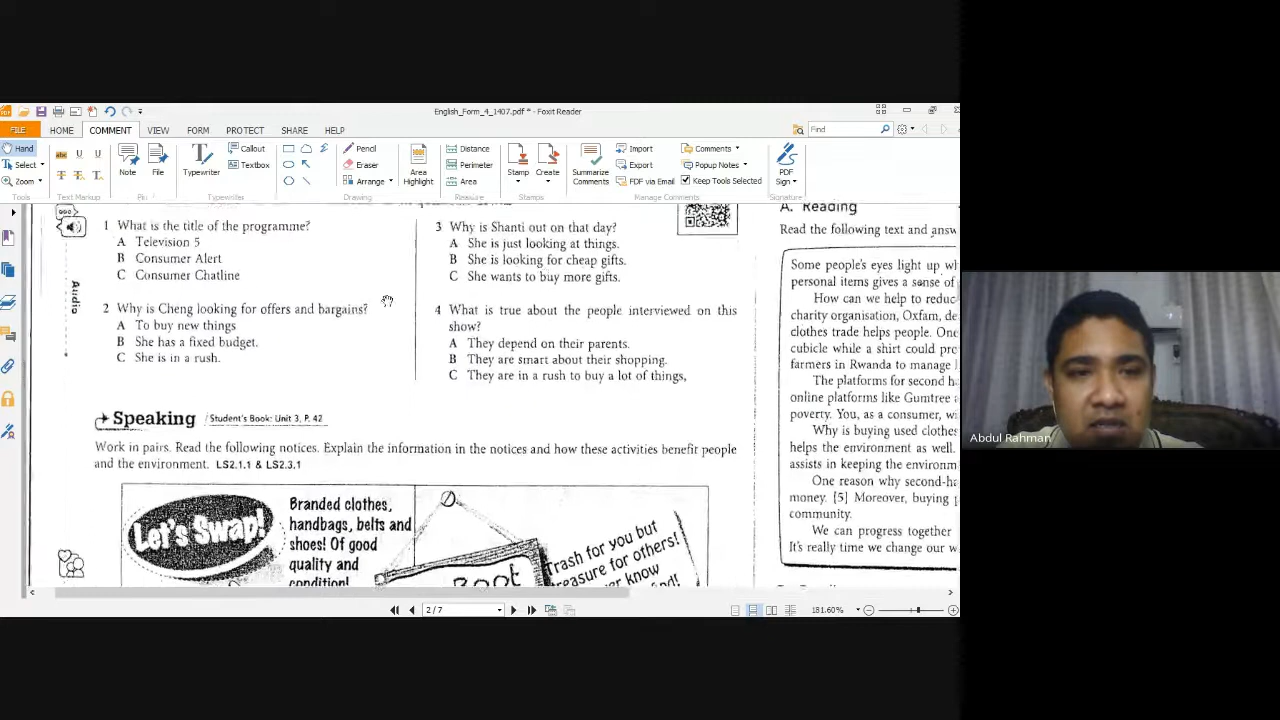 English_Form_4_1407.pdf * - Foxit Reader
FILE HOME COMMENT VIEW FORM PROTECT SHARE HELP
Find
Hand
Select
Zoom
Tools
Text Markup
Note
File
Typewriter
Callout
Textbox
Typewriter
Pencil
Eraser
Arrange
Drawing
Area Highlight
Distance
Perimeter
Area
Measure
Stamp
Create
Stamps
Summarize Comments
Import
Export
FDF via Email
Comments
Popup Notes
Keep Tools Selected
Manage Comments
PDF Sign
Signature
Audio
1 What is the title of the programme?
A Television 5
B Consumer Alert
C Consumer Chatline
2 Why is Cheng looking for offers and bargains?
A To buy new things
B She has a fixed budget.
C She is in a rush.
3 Why is Shanti out on that day?
A She is just looking at things.
B She is looking for cheap gifts.
C She wants to buy more gifts.
4 What is true about the people interviewed on this
show?
A They depend on their parents.
B They are smart about their shopping.
C They are in a rush to buy a lot of things,
Speaking Student's Book: Unit 3, P. 42
Work in pairs. Read the following notices. Explain the information in the notices and how these activities benefit people
and the environment. LS2.1.1 & LS2.3.1
Let's Swap!
Branded clothes,
handbags, belts and
shoes! Of good
quality and
condition!
Boot
Trash for you but
treasure for others!
know
A. Reading
Read the following text and answ
Some people's eyes light up wh
personal items gives a sense of
How can we help to reduc
charity organisation, Oxfam, de
clothes trade helps people. One
cubicle while a shirt could pro
farmers in Rwanda to manage
The platforms for second h
online platforms like Gumtree
poverty. You, as a consumer, wi
Why is buying used clothes
helps the environment as well.
assists in keeping the environm
One reason why second-ha
money. [5] Moreover, buying
community.
We can progress together
It's really time we change our w
2 / 7
181.60%
Abdul Rahman